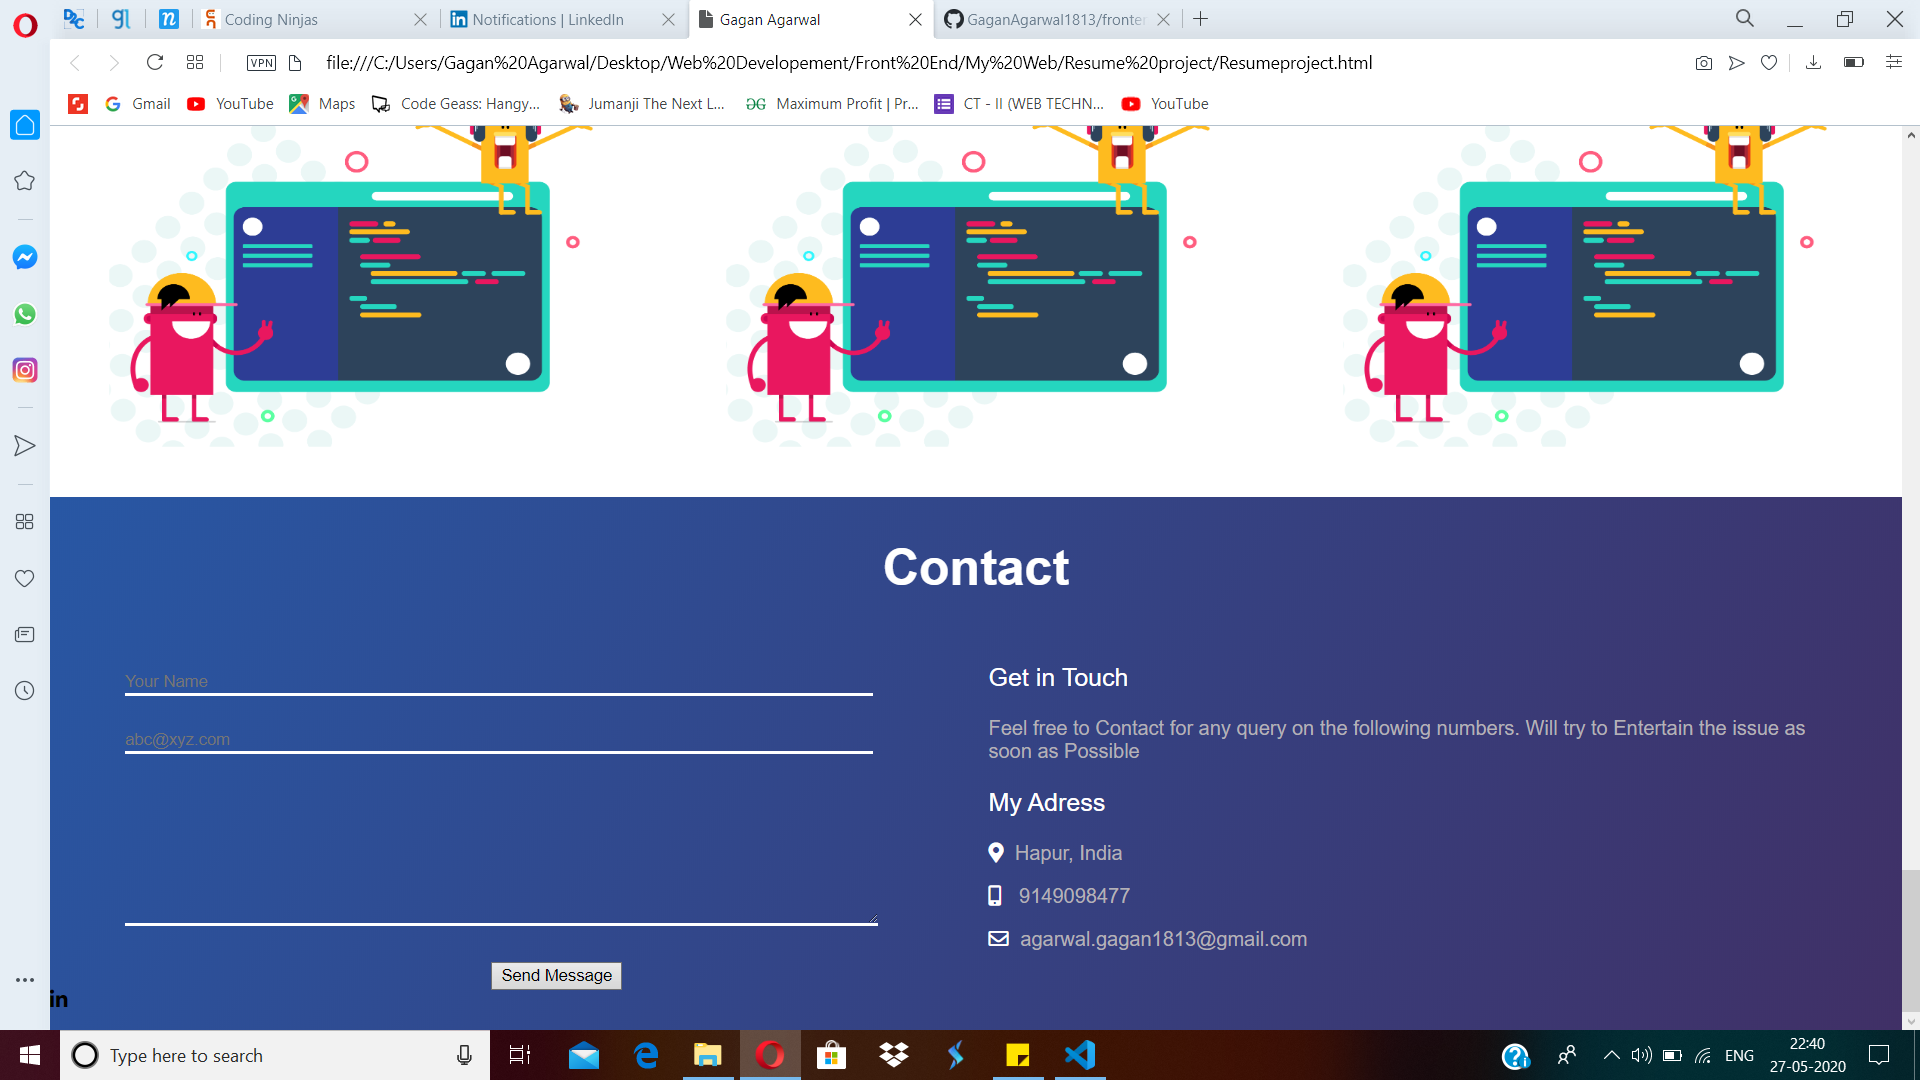 Coding Ninjas
Notifications | LinkedIn
Gagan Agarwal
GaganAgarwal1813/fronter
VPN
file:///C:/Users/Gagan%20Agarwal/Desktop/Web%20Developement/Front%20End/My%20Web/Resume%20project/Resumeproject.html
Gmail
YouTube
Maps
Code Geass: Hangy...
Jumanji The Next L...
Maximum Profit | Pr...
CT - II (WEB TECHN...
YouTube
Contact
Your Name
abc@xyz.com
Send Message
Get in Touch
Feel free to Contact for any query on the following numbers. Will try to Entertain the issue as
soon as Possible
My Adress
Hapur, India
9149098477
agarwal.gagan1813@gmail.com
in
Type here to search
ENG
22:40
27-05-2020